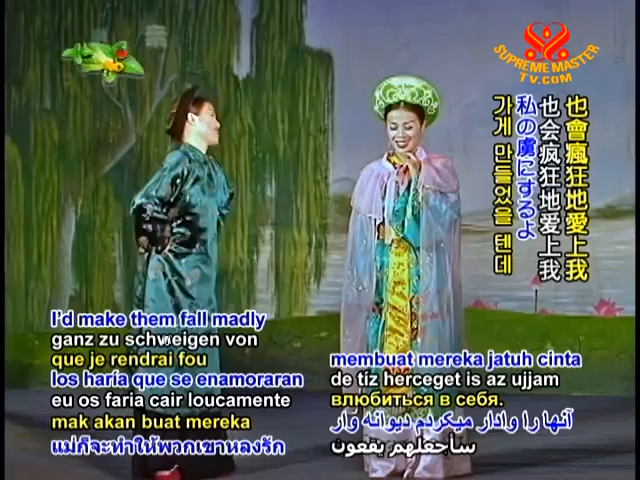 SUPREME MASTER
TV.COM
也會瘋狂地愛上我
也会疯狂地爱上我
私の虜にするよ
가게 만들었을 텐데
I'd make them fall madly
ganz zu schweigen von
que je rendrai fou
los haría que se enamoraran
eu os faria cair loucamente
mak akan buat mereka
แม่ก็จะทำให้พวกเขาหลงรัก
membuat mereka jatuh cinta
de tíz herceget is az ujjam
влюбиться в себя.
آنها را وادار میکردم دیوانه وار
سأجعلهم يقعون